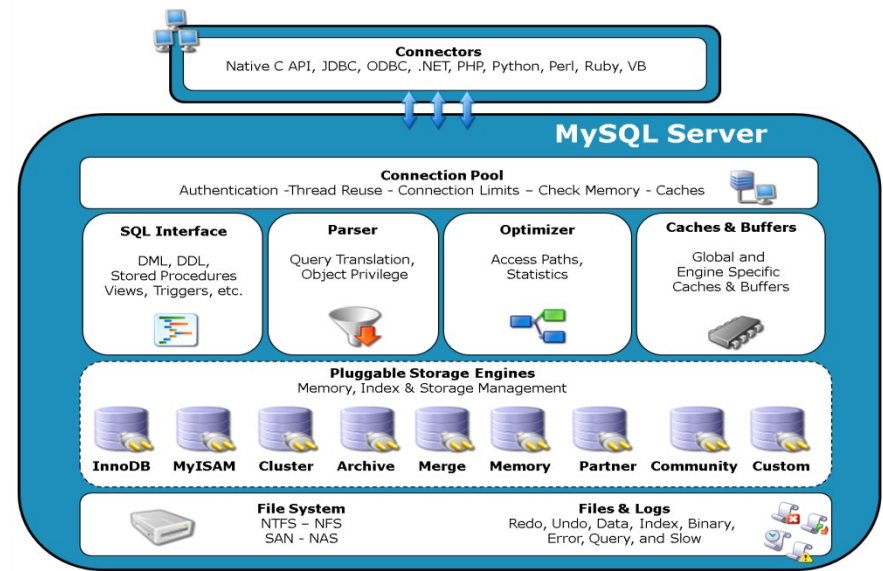 Connectors
Native C API, JDBC, ODBC, .NET, PHP, Python, Perl, Ruby, VB
MySQL Server
Connection Pool
Authentication -Thread Reuse - Connection Limits – Check Memory - Caches
SQL Interface
DML, DDL,
Stored Procedures
Views, Triggers, etc.
Parser
Query Translation,
Object Privilege
Optimizer
Access Paths,
Statistics
Caches & Buffers
Global and
Engine Specific
Caches & Buffers
Pluggable Storage Engines
Memory, Index & Storage Management
InnoDB
MyISAM
Cluster
Archive
Merge
Memory
Partner
Community
Custom
File System
NTFS – NFS
SAN - NAS
Files & Logs
Redo, Undo, Data, Index, Binary,
Error, Query, and Slow